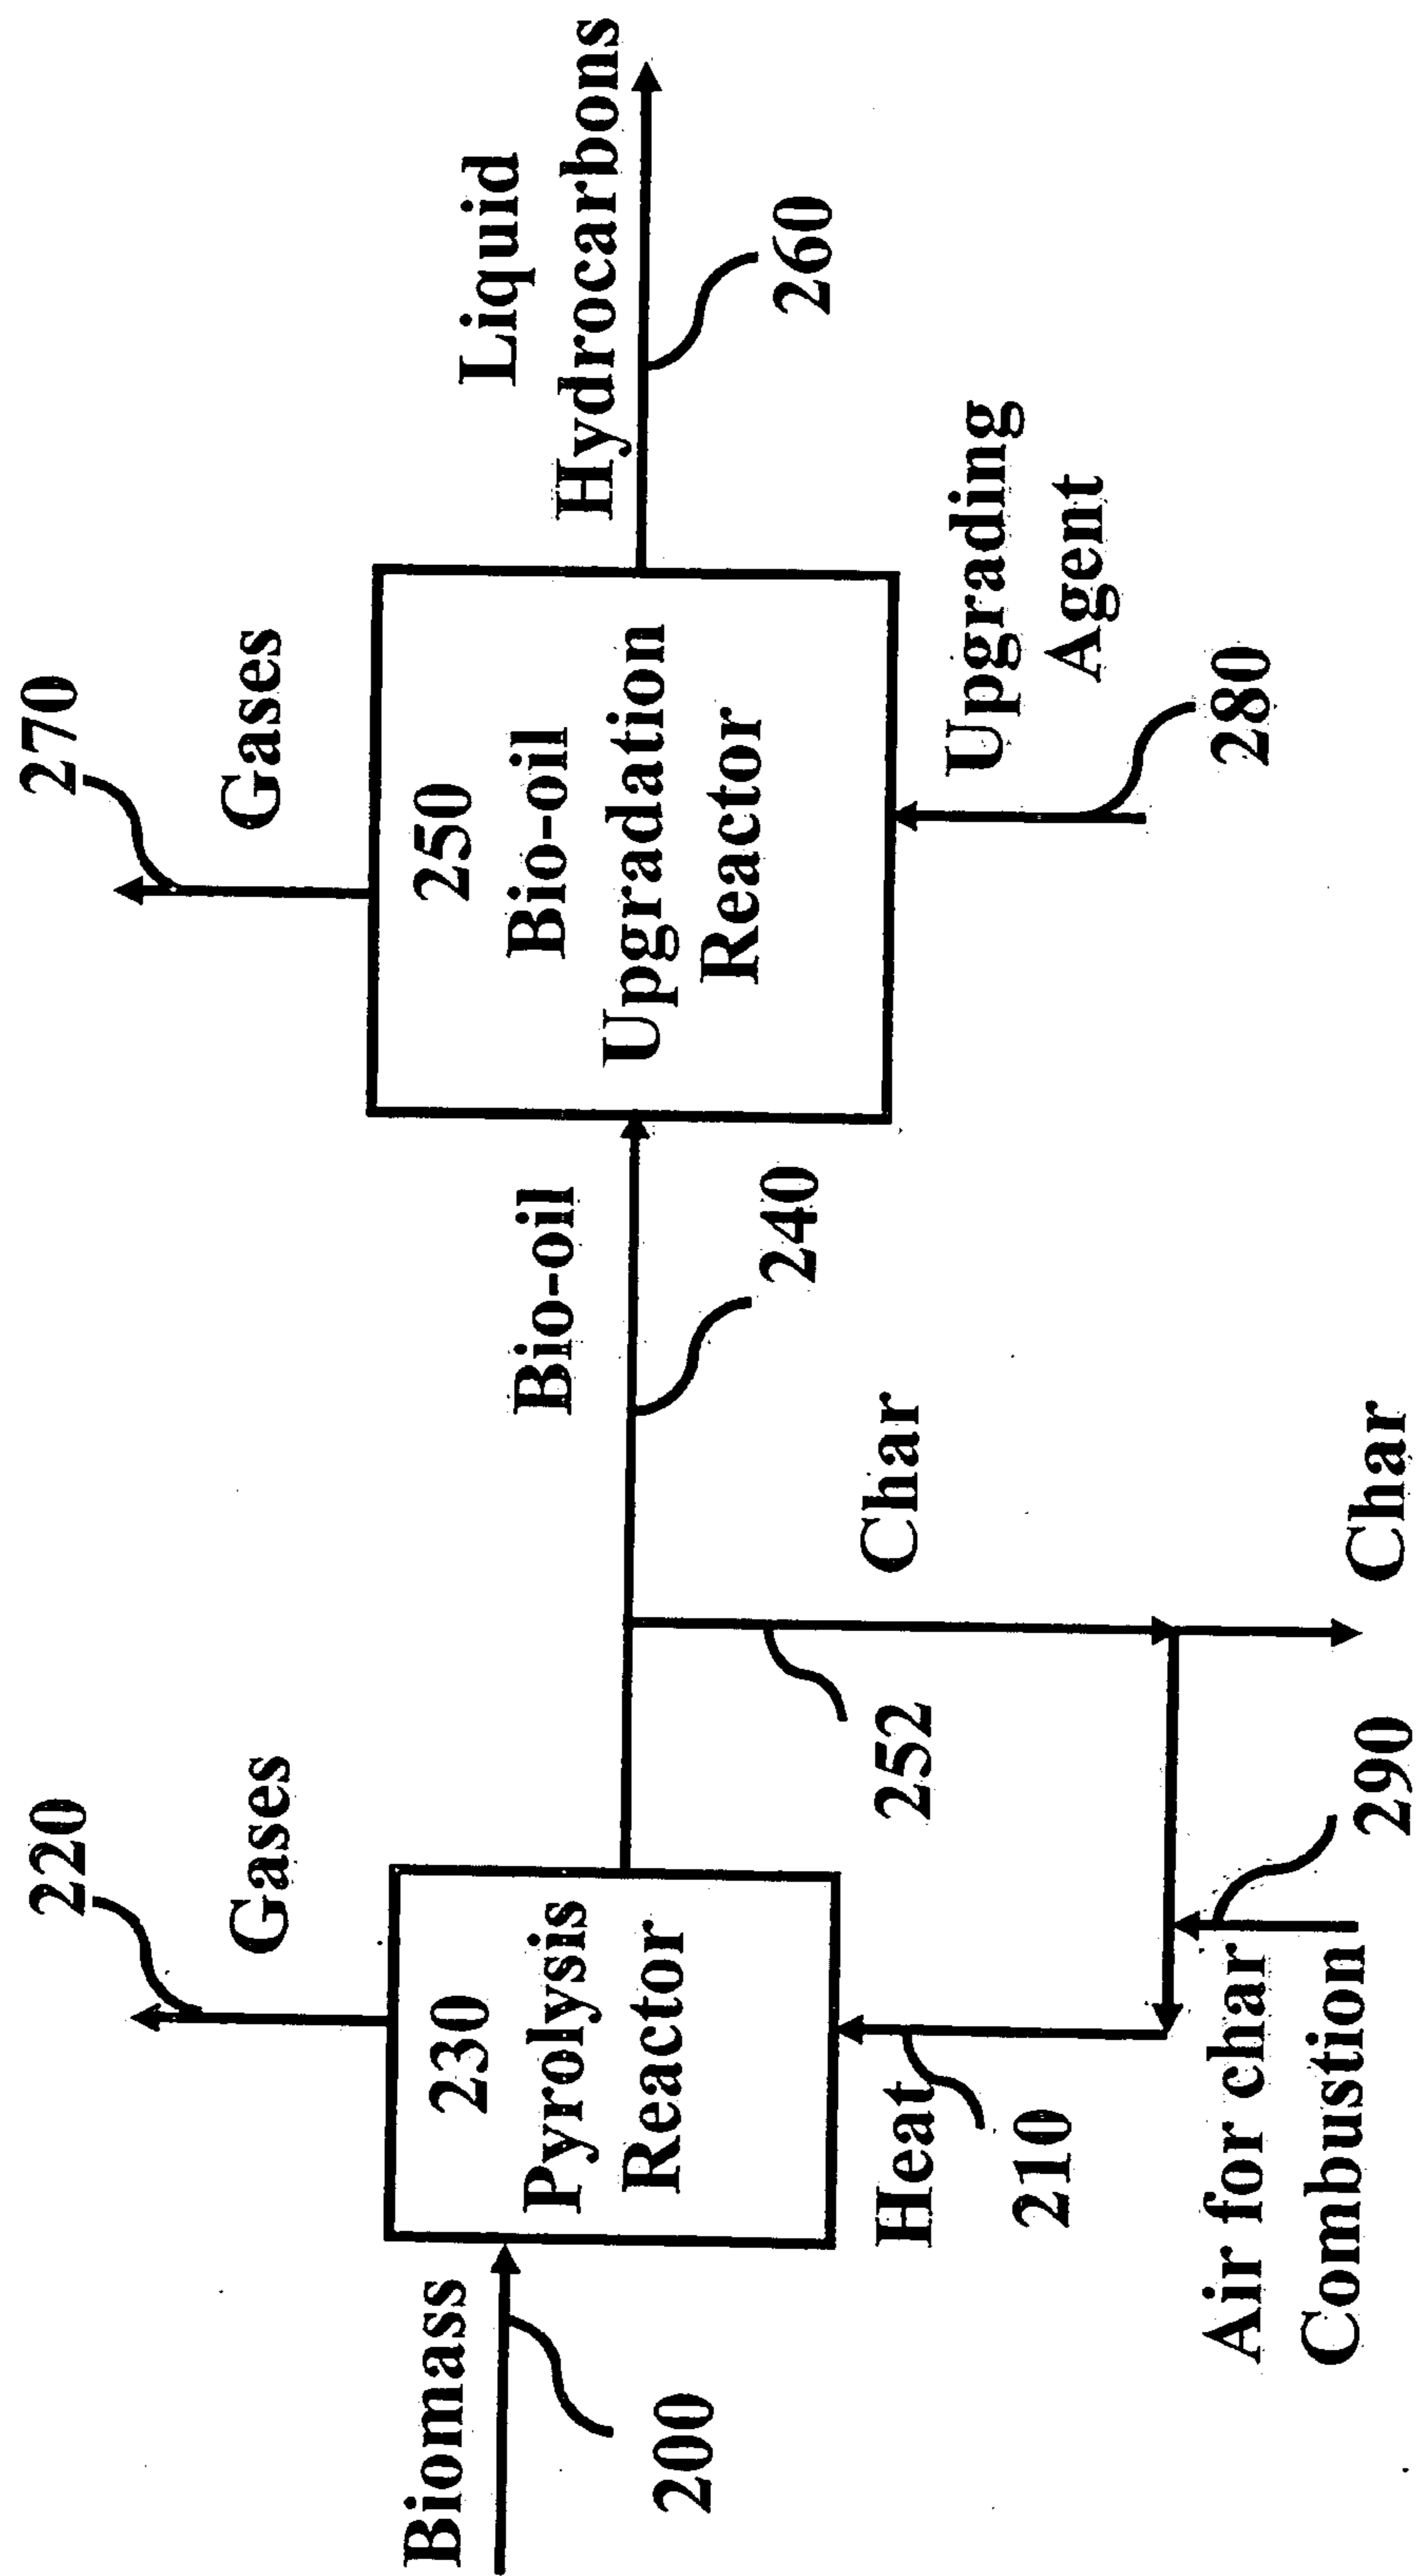 Biomass
200
220
Gases
230
Pyrolysis
Reactor
Heat
210
Air for char
Combustion
290
252
Char
Char
Bio-oil
240
270
Gases
250
Bio-oil
Upgradation
Reactor
Upgrading
Agent
280
Liquid
Hydrocarbons
260